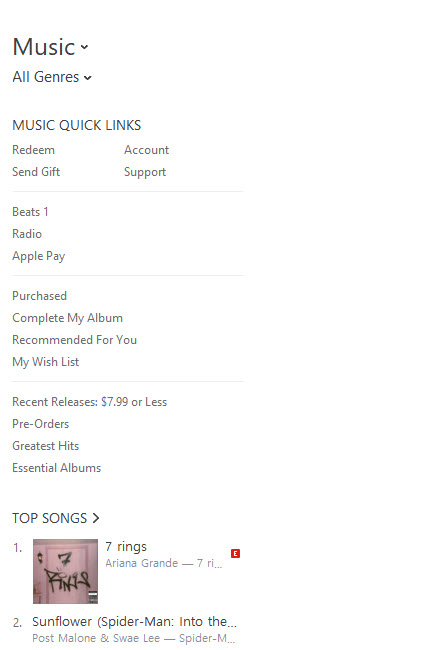 Music
All Genres
MUSIC QUICK LINKS
Redeem Account
Send Gift Support
Beats 1
Radio
Apple Pay
Purchased
Complete My Album
Recommended For You
My Wish List
Recent Releases: $7.99 or Less
Pre-Orders
Greatest Hits
Essential Albums
TOP SONGS
1. 7 rings E
Ariana Grande — 7 ri...
7
RINGS
2. Sunflower (Spider-Man: Into the...
Post Malone & Swae Lee — Spider-M...